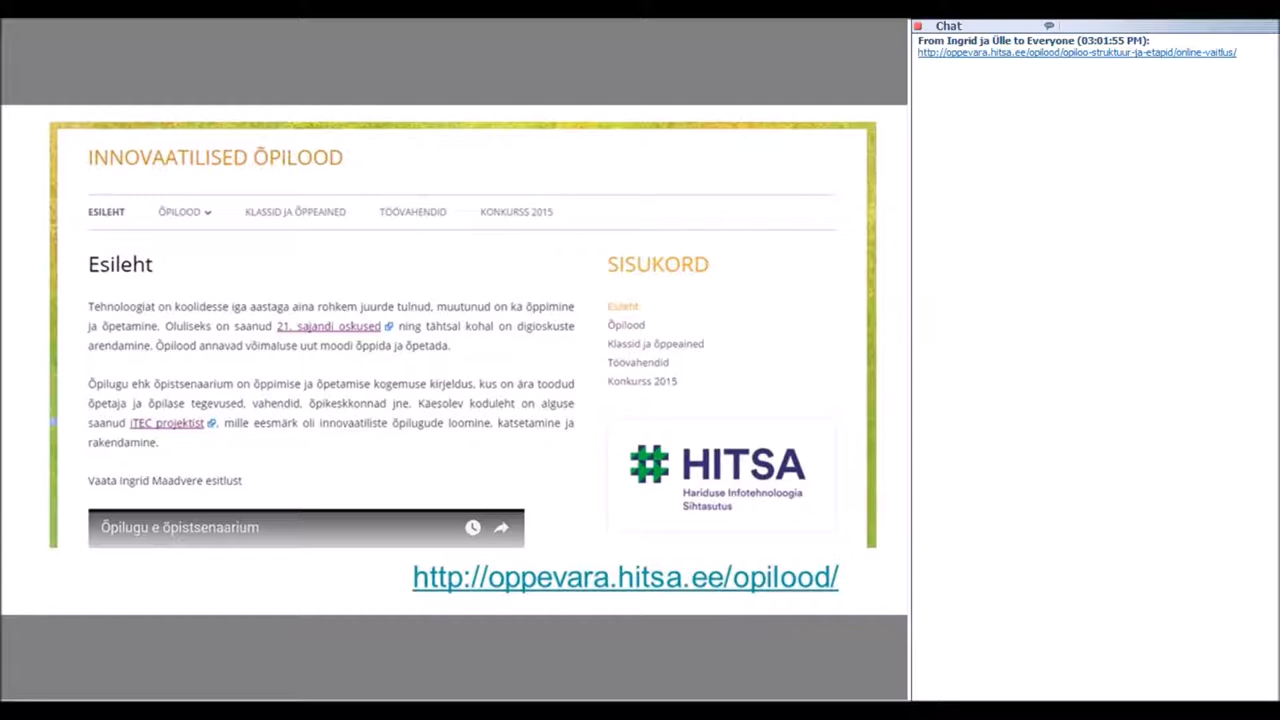 INNOVAATILISED ÕPILOOD
ESILEHT ÕPILOOD KLASSID JA ÕPPEAINED TÖÖVAHENDID KONKURSS 2015
Esileht
Tehnoloogiat on koolidesse iga aastaga aina rohkem juurde tulnud, muutunud on ka õppimine
ja õpetamine. Oluliseks on saanud 21. sajandi oskused ning tähtsal kohal on digioskuste
arendamine. Õpilood annavad võimaluse uut moodi õppida ja õpetada.
Õpilugu ehk õpistsenaarium on õppimise ja õpetamise kogemuse kirjeldus, kus on ära toodud
õpetaja ja õpilase tegevused, vahendid, õpikeskkonnad jne. Käesolev koduleht on alguse
saanud iTEC projektist, mille eesmärk oli innovaatiliste õpilugude loomine, katsetamine ja
rakendamine.
Vaata Ingrid Maadvere esitlust
Õpilugu e õpistsenaarium
SISUKORD
Esileht
Õpilood
Klassid ja õppeained
Töövahendid
Konkurss 2015
HITSA
Hariduse Infotehnoloogia
Sihtasutus
http://oppevara.hitsa.ee/opilood/
Chat
From Ingrid ja Ülle to Everyone (03:01:55 PM):
http://oppevara.hitsa.ee/opilood/opiloo-struktuur-ja-etapid/online-vaitlus/